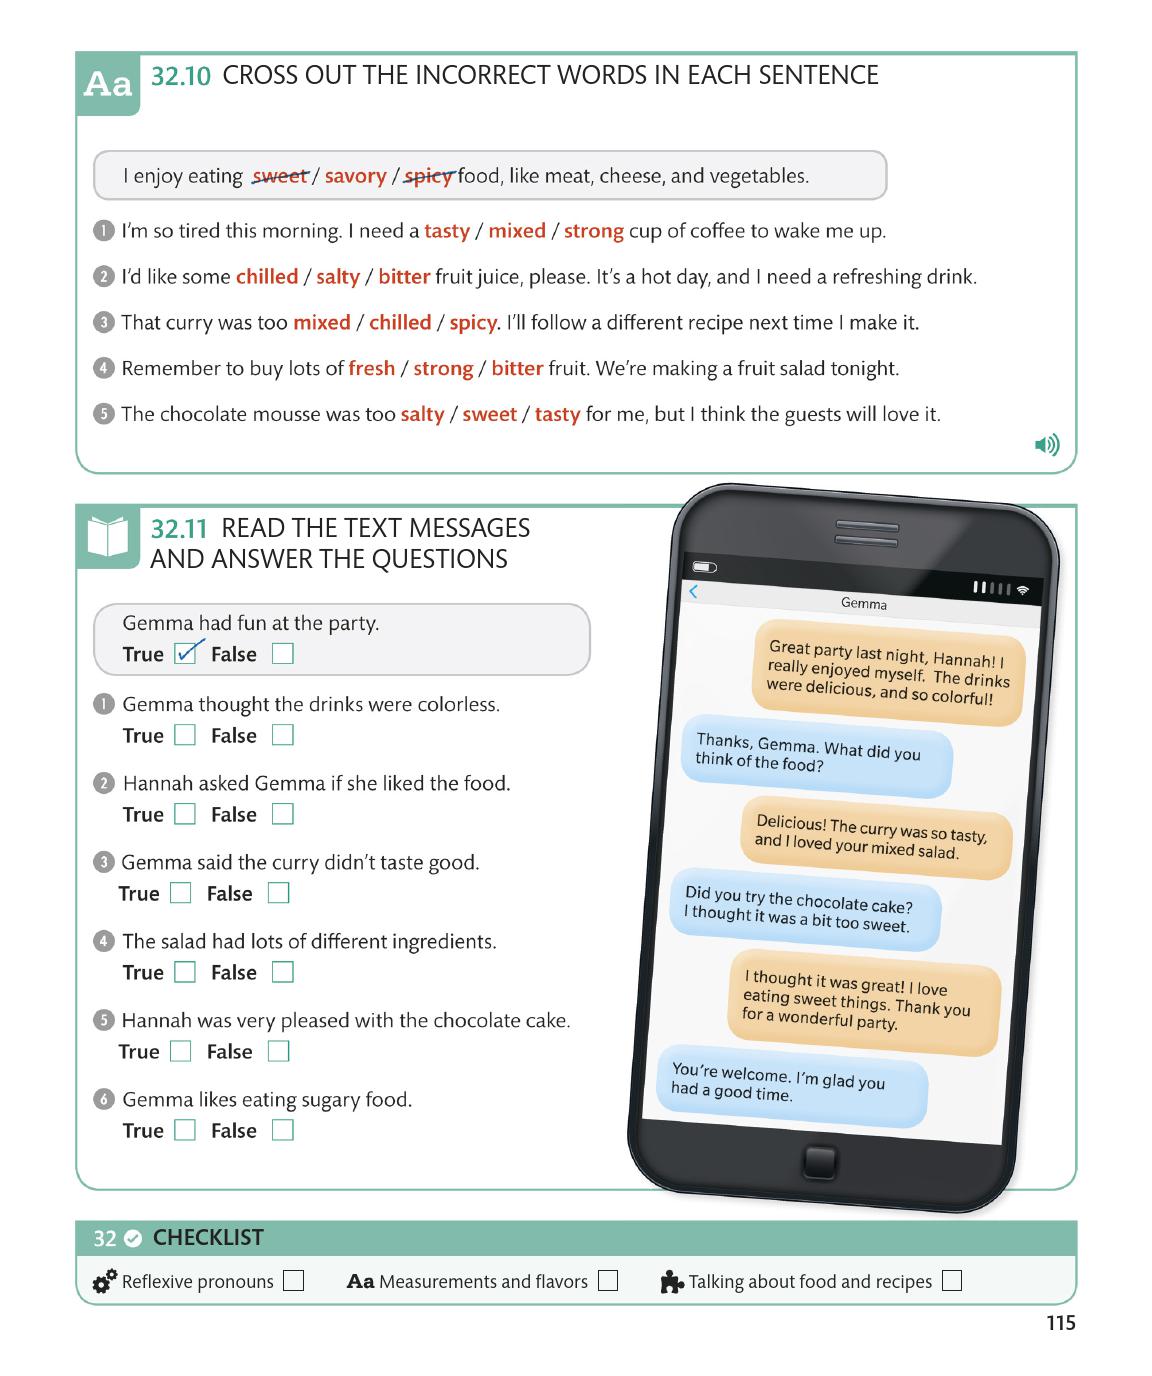 Aa 32.10 CROSS OUT THE INCORRECT WORDS IN EACH SENTENCE
I enjoy eating sweet / savory / spicy food, like meat, cheese, and vegetables.
1 I'm so tired this morning. I need a tasty / mixed / strong cup of coffee to wake me up.
2 I'd like some chilled / salty / bitter fruit juice, please. It's a hot day, and I need a refreshing drink.
3 That curry was too mixed / chilled / spicy. I'll follow a different recipe next time I make it.
4 Remember to buy lots of fresh / strong / bitter fruit. We're making a fruit salad tonight.
5 The chocolate mousse was too salty / sweet / tasty for me, but I think the guests will love it.
32.11 READ THE TEXT MESSAGES
AND ANSWER THE QUESTIONS
Gemma had fun at the party.
True False
1 Gemma thought the drinks were colorless.
True False
2 Hannah asked Gemma if she liked the food.
True False
3 Gemma said the curry didn't taste good.
True False
4 The salad had lots of different ingredients.
True False
5 Hannah was very pleased with the chocolate cake.
True False
6 Gemma likes eating sugary food.
True False
Gemma
Great party last night, Hannah! I
really enjoyed myself. The drinks
were delicious, and so colorful!
Thanks, Gemma. What did you
think of the food?
Delicious! The curry was so tasty,
and I loved your mixed salad.
Did you try the chocolate cake?
I thought it was a bit too sweet.
I thought it was great! I love
eating sweet things. Thank you
for a wonderful party.
You're welcome. I'm glad you
had a good time.
32 CHECKLIST
Reflexive pronouns Aa Measurements and flavors Talking about food and recipes
115